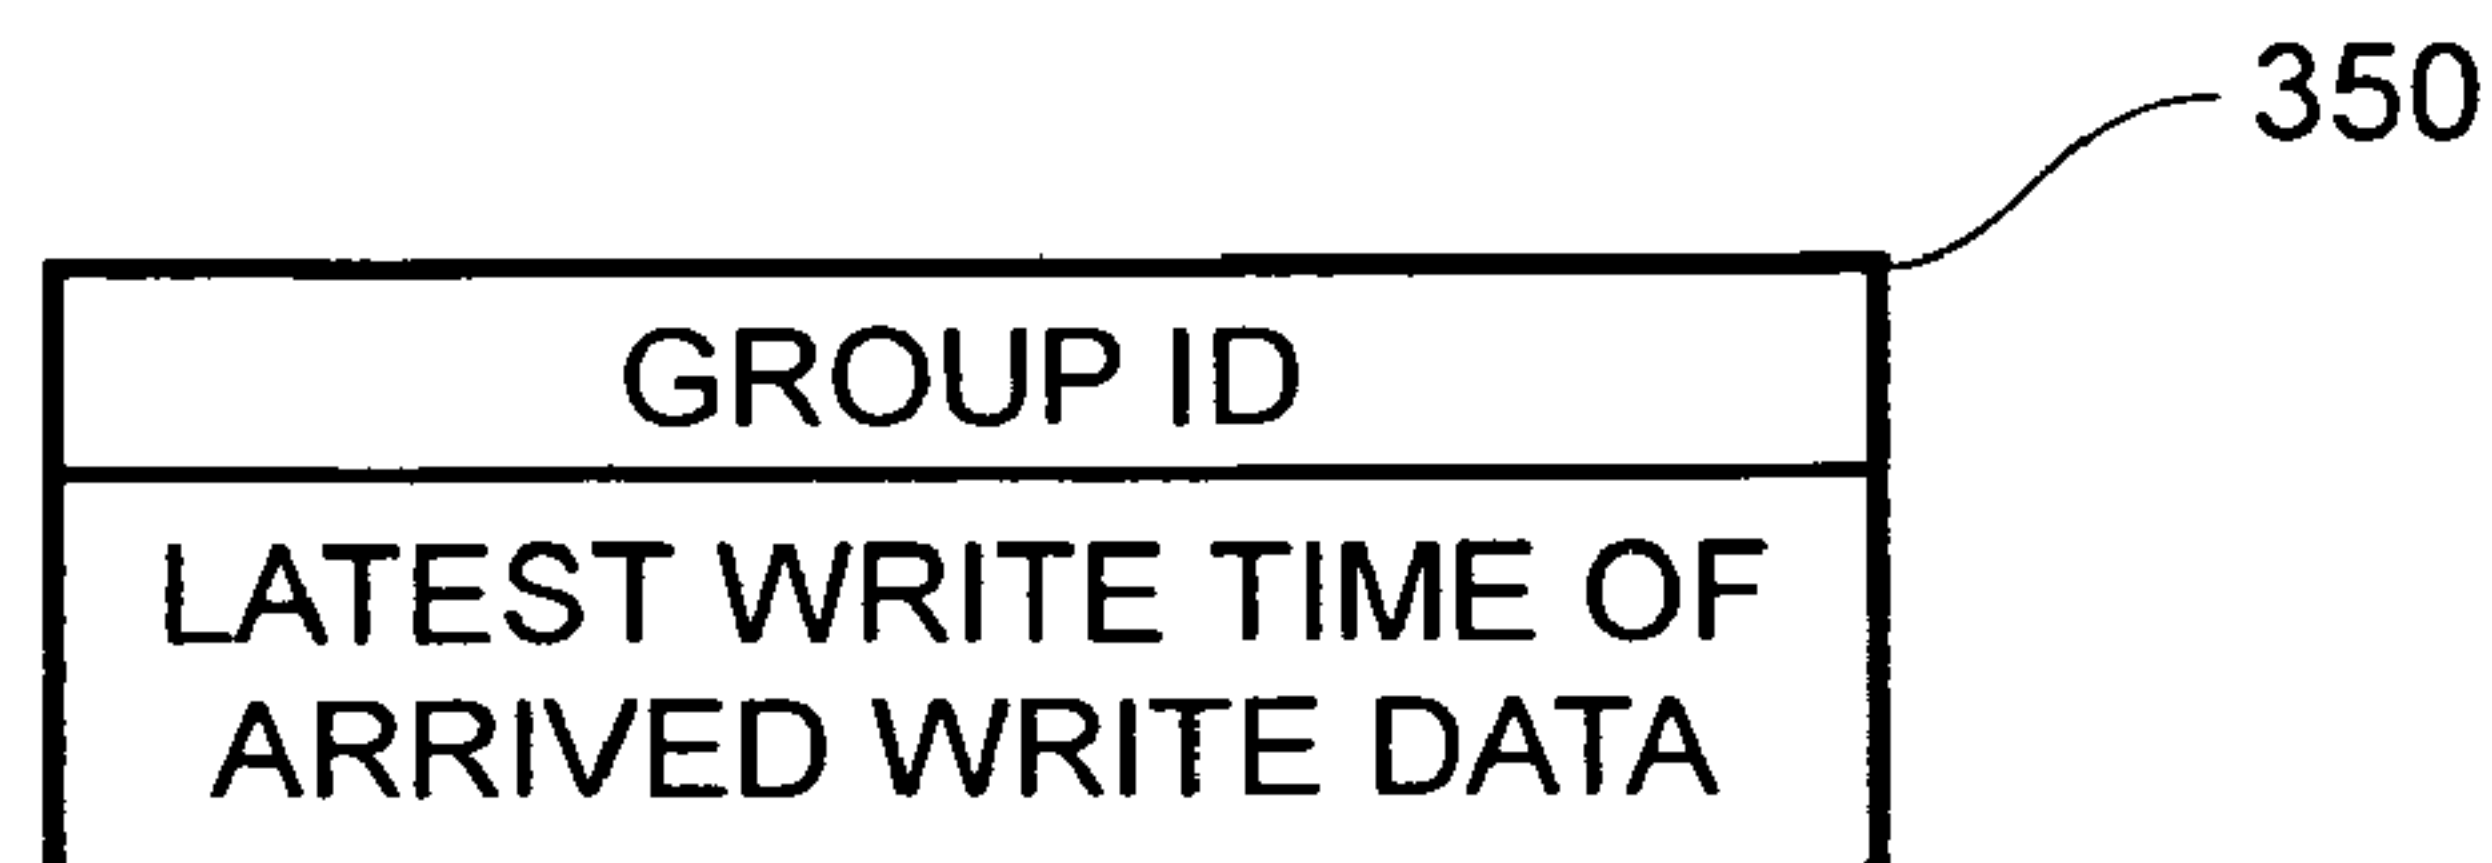 350
GROUP ID
LATEST WRITE TIME OF
ARRIVED WRITE DATA